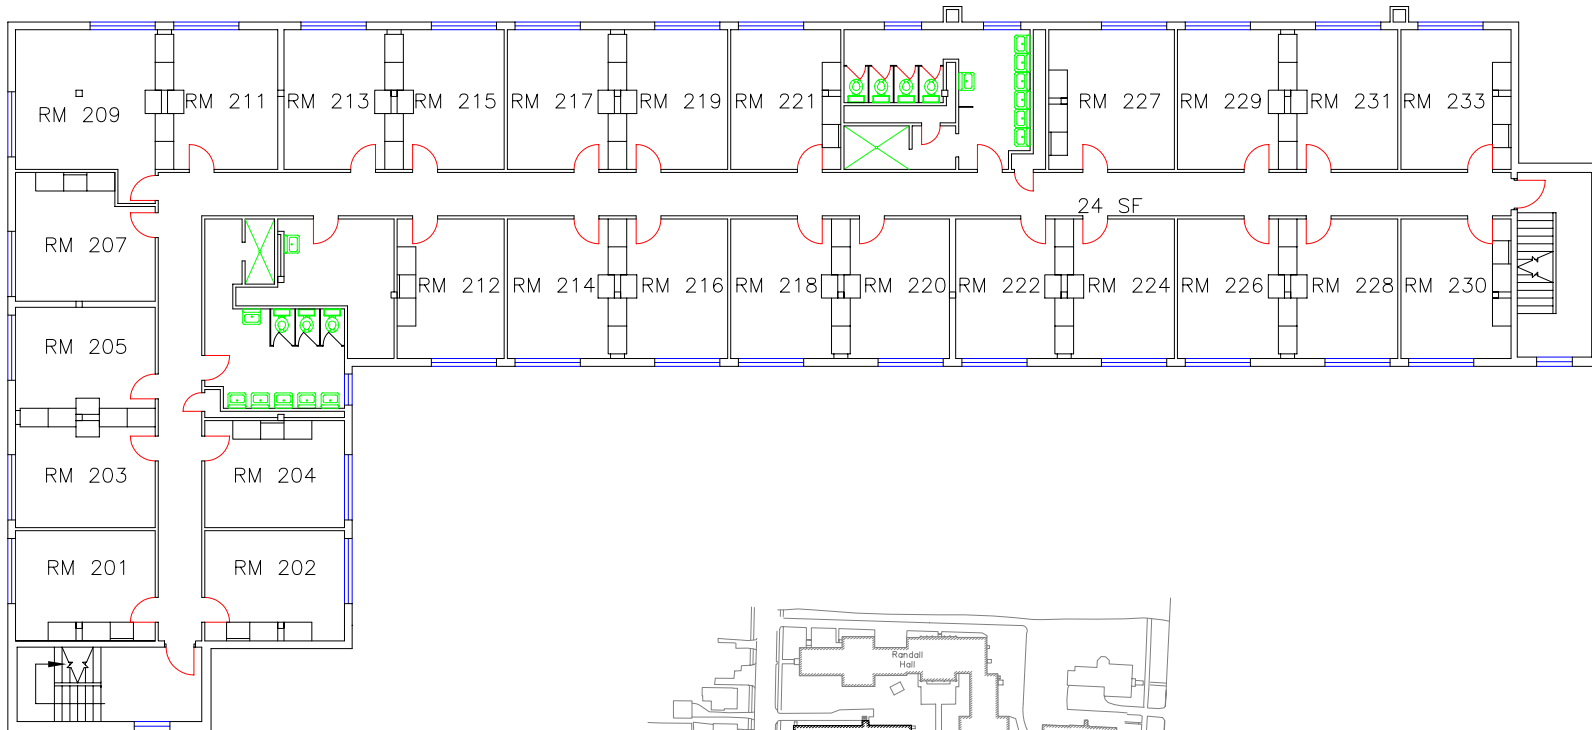 RM 209
RM 211
RM 213
RM 215
RM 217
RM 219
RM 221
RM 227
RM 229
RM 231
RM 233
24 SF
RM 207
RM 212
RM 214
RM 216
RM 218
RM 220
RM 222
RM 224
RM 226
RM 228
RM 230
RM 205
RM 203
RM 204
RM 201
RM 202
Randall
Hall